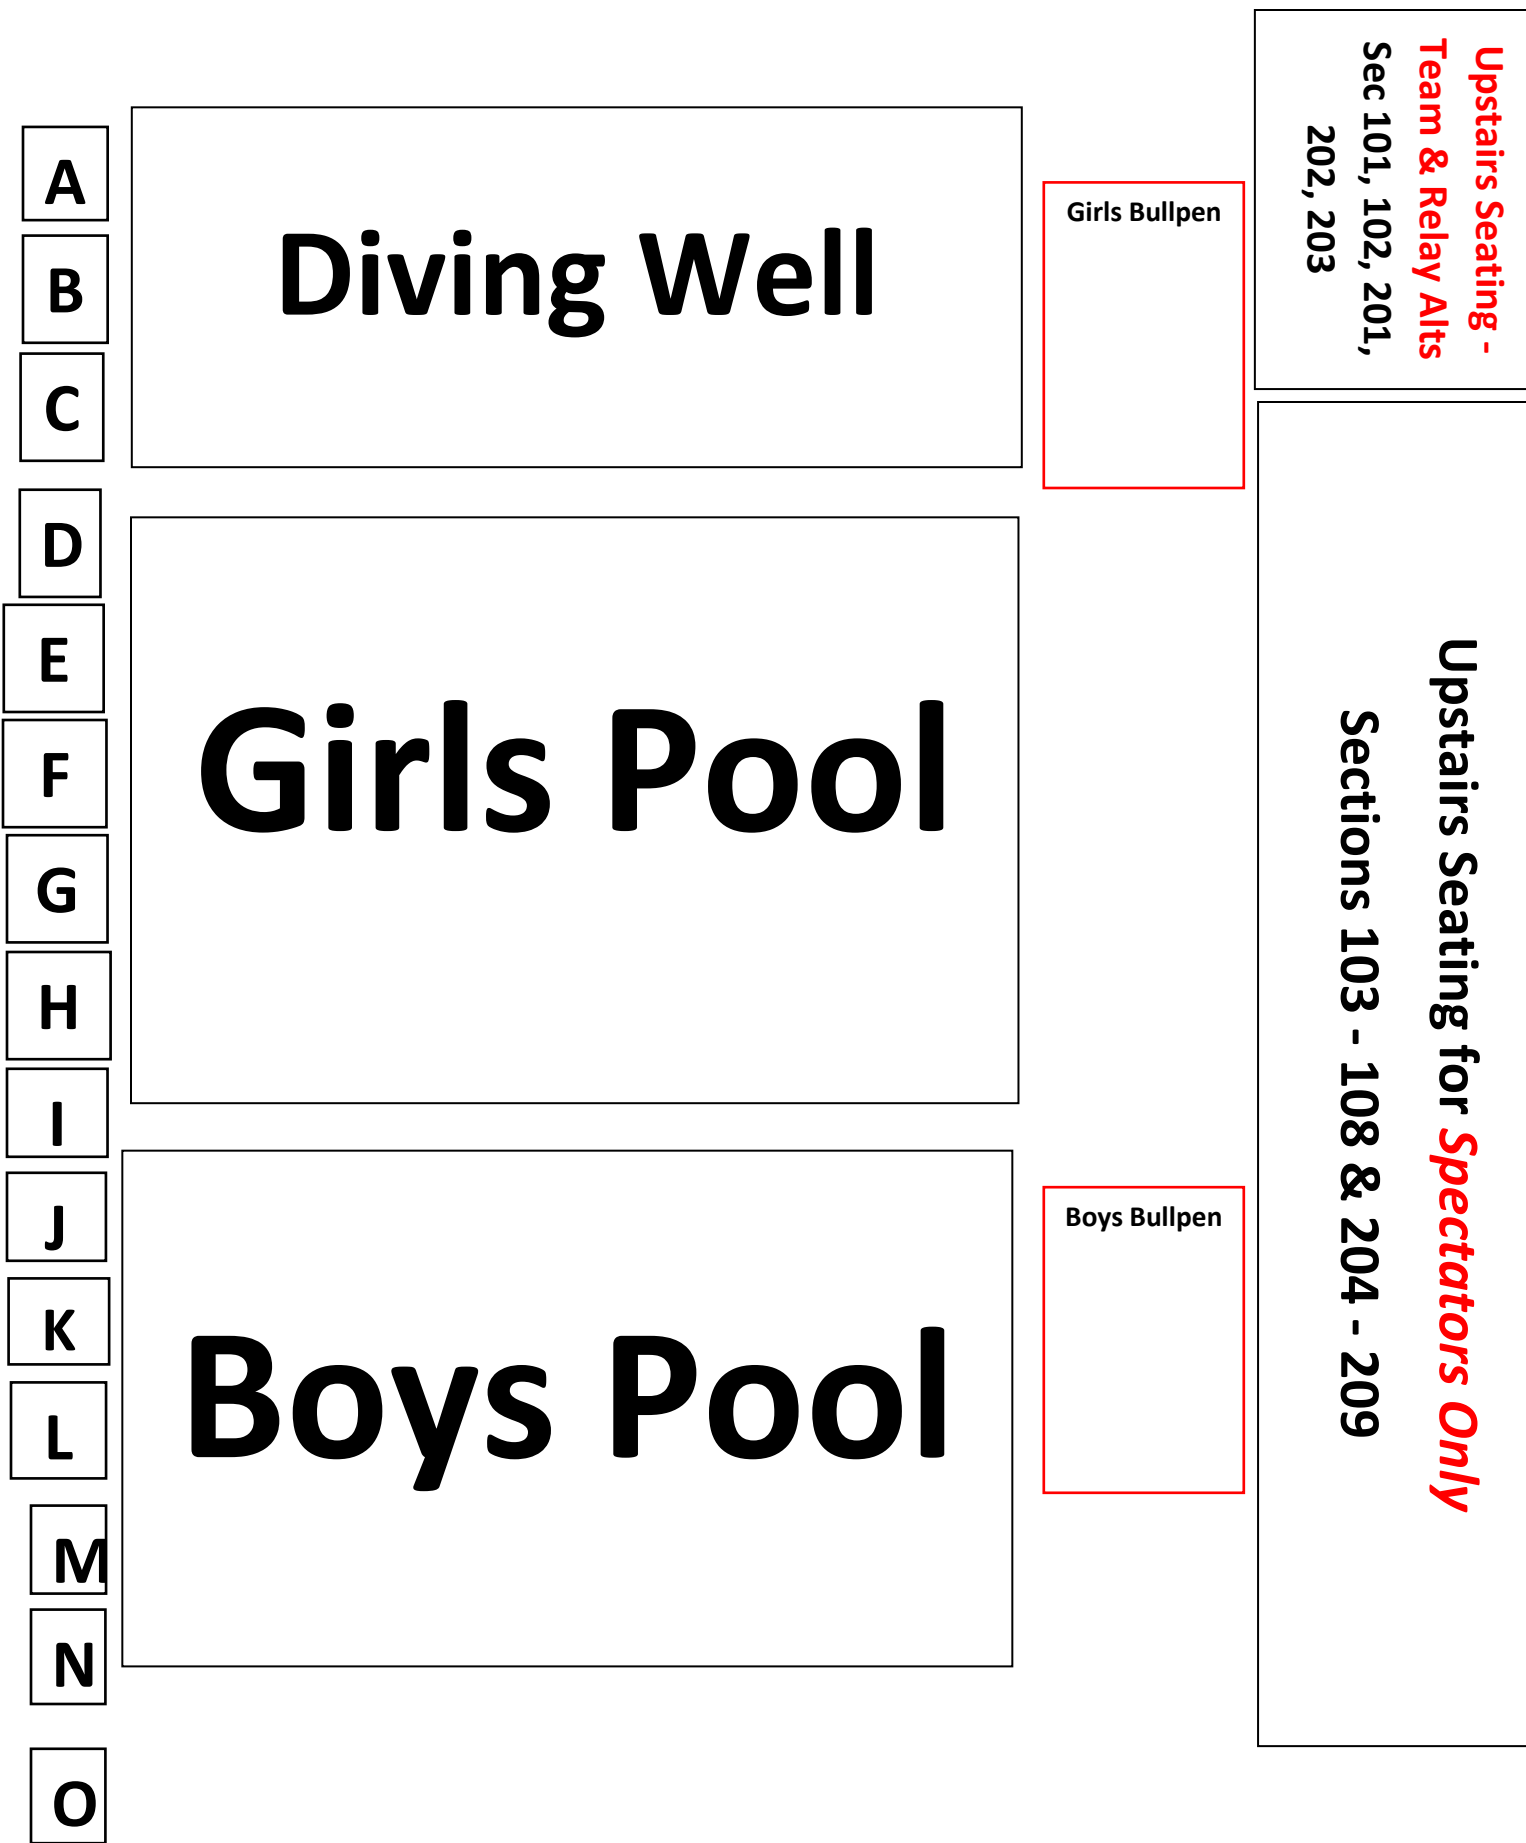 A
B
C
D
E
F
G
H
I
J
K
L
M
N
O
Diving Well
Girls Pool
Boys Pool
Girls Bullpen
Boys Bullpen
Upstairs Seating -
Team & Relay Alts
Sec 101, 102, 201,
202, 203
Upstairs Seating for Spectators Only
Sections 103 - 108 & 204 - 209